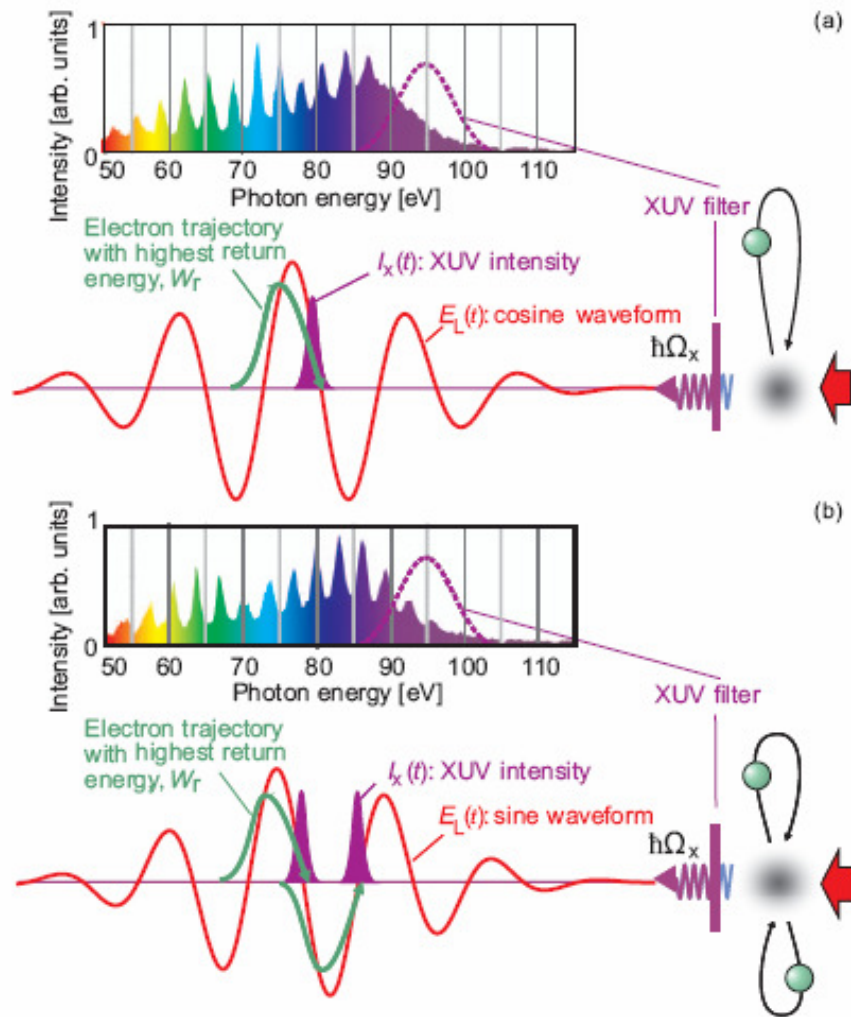 (a)
Intensity [arb. units]
1
0
50 60 70 80 90 100 110
Photon energy [eV]
XUV filter
Electron trajectory
with highest return
energy, Wr
Ix(t): XUV intensity
EL(t): cosine waveform
ħΩx
(b)
Intensity [arb. units]
1
0
50 60 70 80 90 100 110
Photon energy [eV]
XUV filter
Electron trajectory
with highest return
energy, Wr
Ix(t): XUV intensity
EL(t): sine waveform
ħΩx